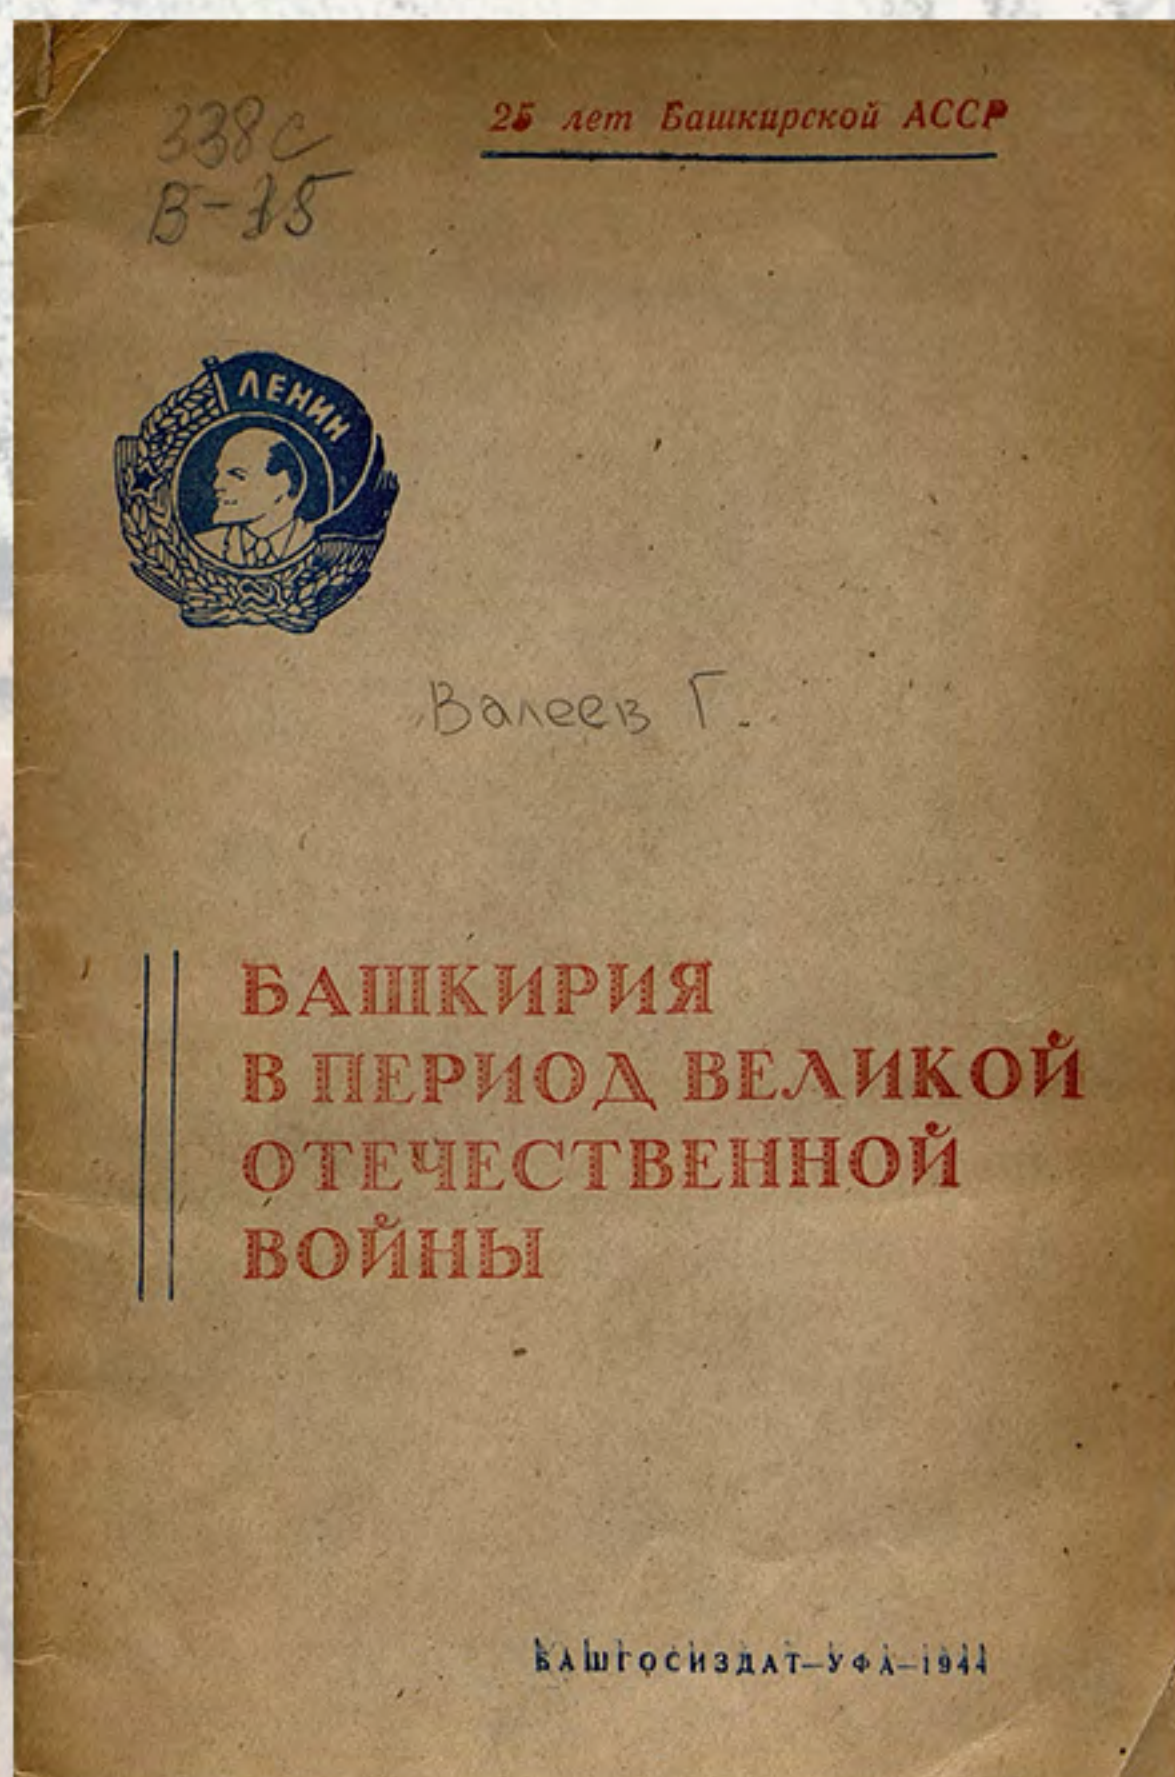 338с
В-15
25 лет Башкирской АССР
ЛЕНИН
Валеев Г.
БАШКИРИЯ
В ПЕРИОД ВЕЛИКОЙ
ОТЕЧЕСТВЕННОЙ
ВОЙНЫ
БАШГОСИЗДАТ—УФА—1944